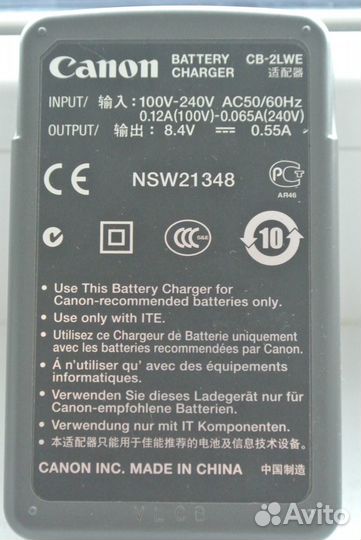 Canon BATTERY CHARGER CB-2LWE 适配器
INPUT/ 输入: 100V-240V AC50/60Hz
0.12A(100V)-0.065A(240V)
OUTPUT/ 输出: 8.4V ⎓ 0.55A
CE NSW21348 PC
AR46
CCC S&E 10
• Use This Battery Charger for
Canon-recommended batteries only.
• Use only with ITE.
• Utilisez ce Chargeur de Batterie uniquement
avec les batteries recommandés par Canon.
• Á n'utiliser qu' avec des équipements
informatiques.
• Verwenden Sie dieses Ladegerät nur für
Canon-empfohlene Batterien.
• Verwendung nur mit IT Komponenten.
• 本适配器只能用于佳能推荐的电池及信息技术设备。
CANON INC. MADE IN CHINA 中国制造
VLCC
Avito